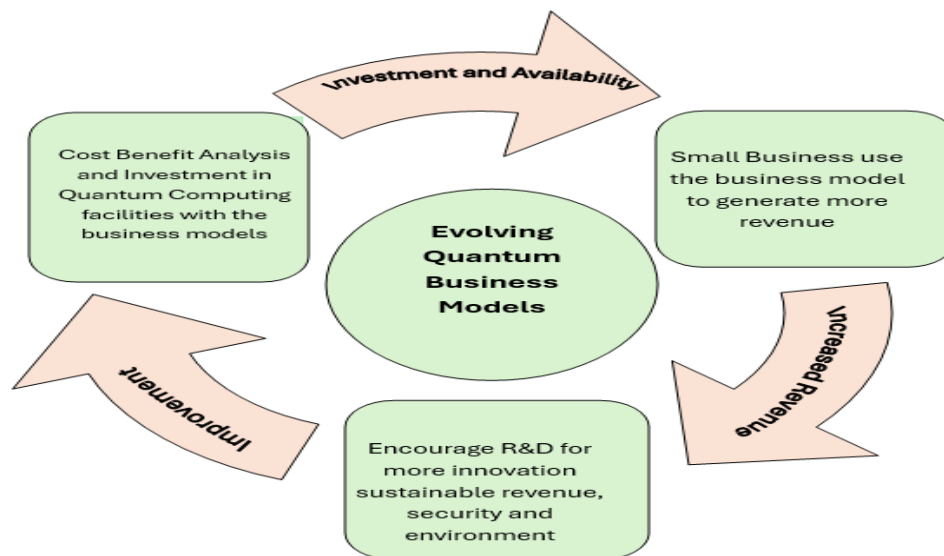 Investment and Availability
Cost Benefit Analysis
and Investment in
Quantum Computing
facilities with the
business models
Small Business use
the business model
to generate more
revenue
Evolving
Quantum
Business
Models
Increased Revenue
Improvement
Encourage R&D for
more innovation
sustainable revenue,
security and
environment